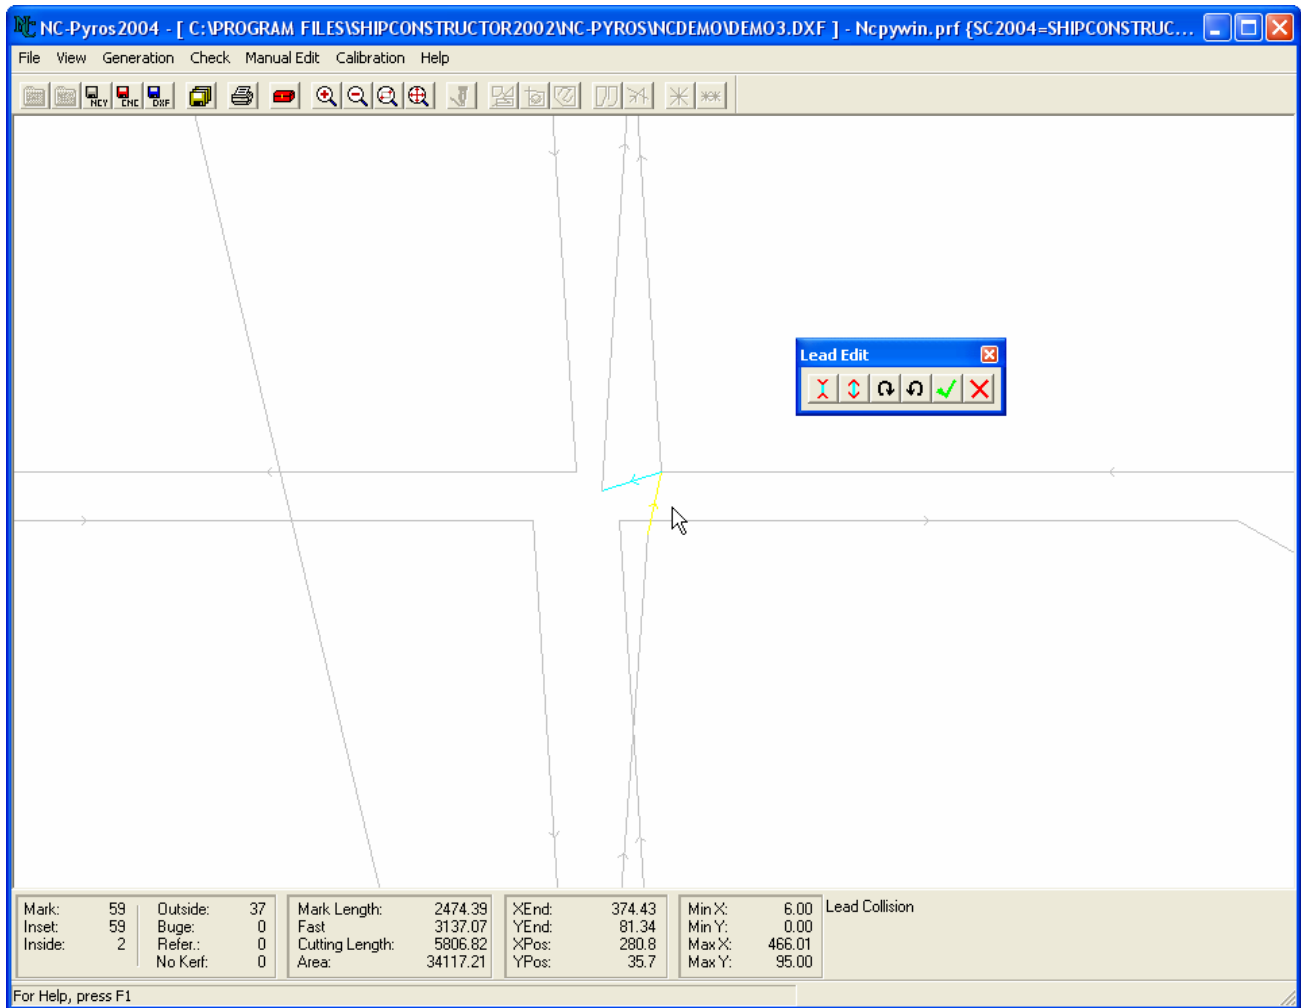 NC-Pyros2004 - [ C:\PROGRAM FILES\SHIPCONSTRUCTOR2002\NC-PYROS\NCDEMO\DEMO3.DXF ] - Ncpywin.prf {SC2004=SHIPCONSTRUC...
File View Generation Check Manual Edit Calibration Help
NCY CNC DXF
Lead Edit
Mark: 59 Outside: 37 Mark Length: 2474.39 XEnd: 374.43 Min X: 6.00 Lead Collision
Inset: 59 Buge: 0 Fast 3137.07 YEnd: 81.34 Min Y: 0.00
Inside: 2 Refer.: 0 Cutting Length: 5806.82 XPos: 280.8 Max X: 466.01
No Kerf: 0 Area: 34117.21 YPos: 35.7 Max Y: 95.00
For Help, press F1